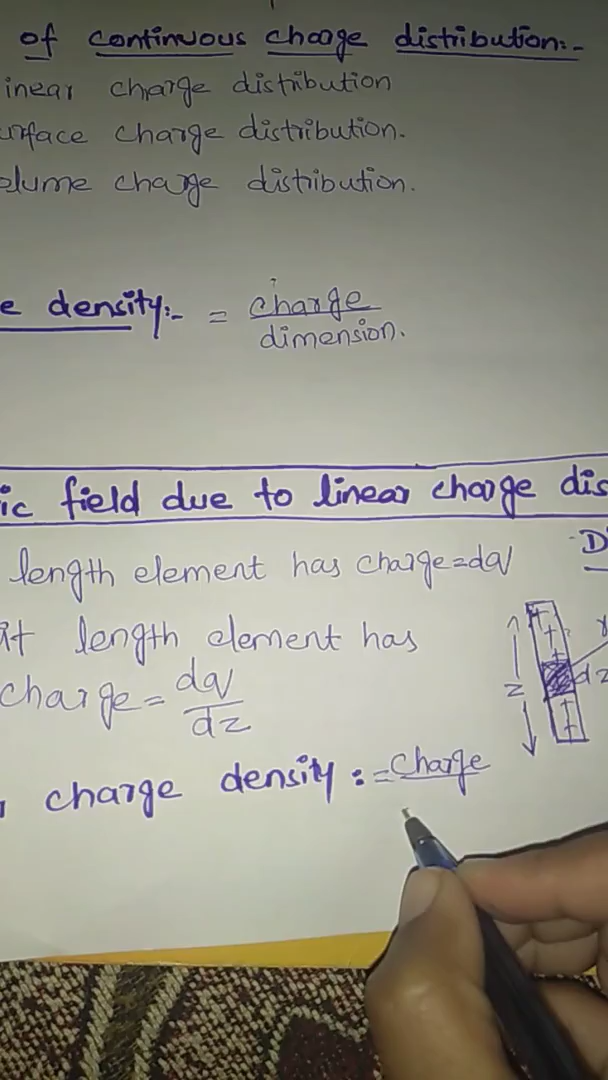 of continuous charge distribution:-
inear charge distribution
urface charge distribution.
olume charge distribution.
e density:- = charge
dimension.
ic field due to linear charge dis
length element has charge=dq
D
it length element has
charge = dq
dz
z
dz
charge density := charge